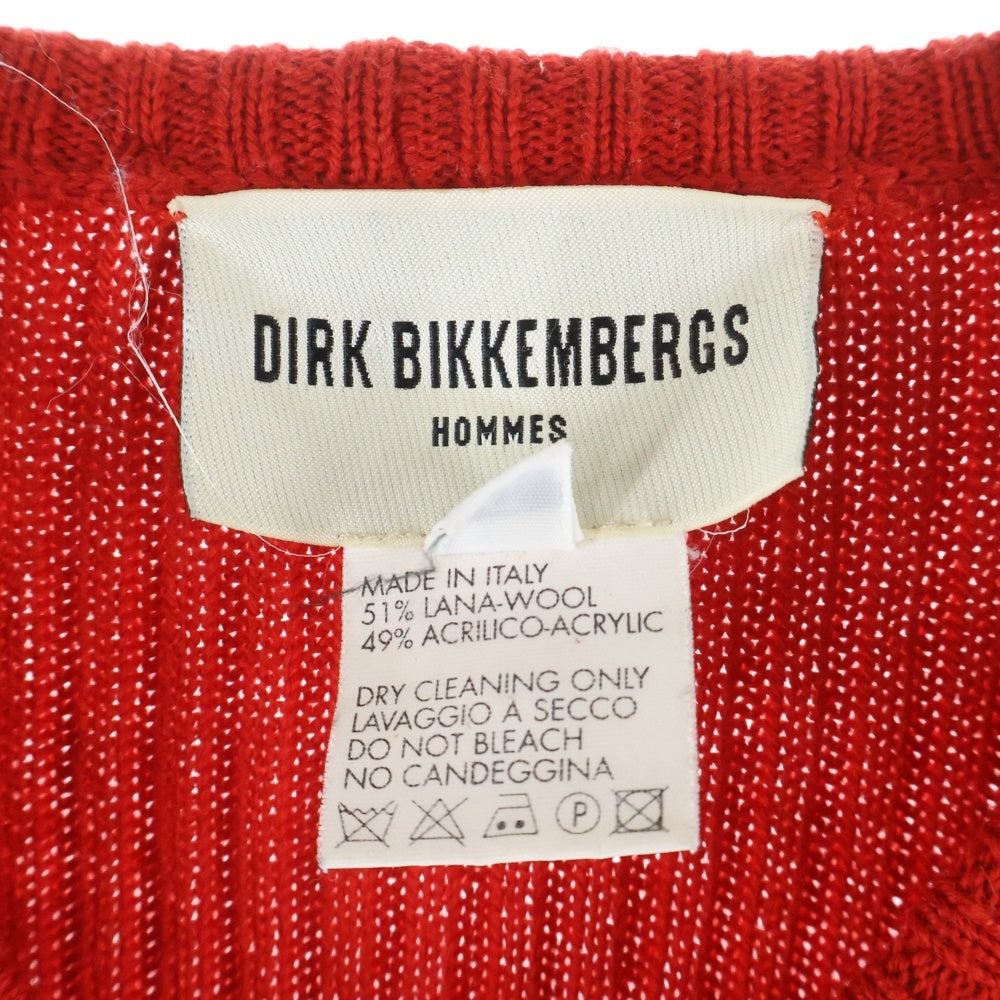 DIRK BIKKEMBERGS
HOMMES
MADE IN ITALY
51% LANA-WOOL
49% ACRILICO-ACRYLIC
DRY CLEANING ONLY
LAVAGGIO A SECCO
DO NOT BLEACH
NO CANDEGGINA
P